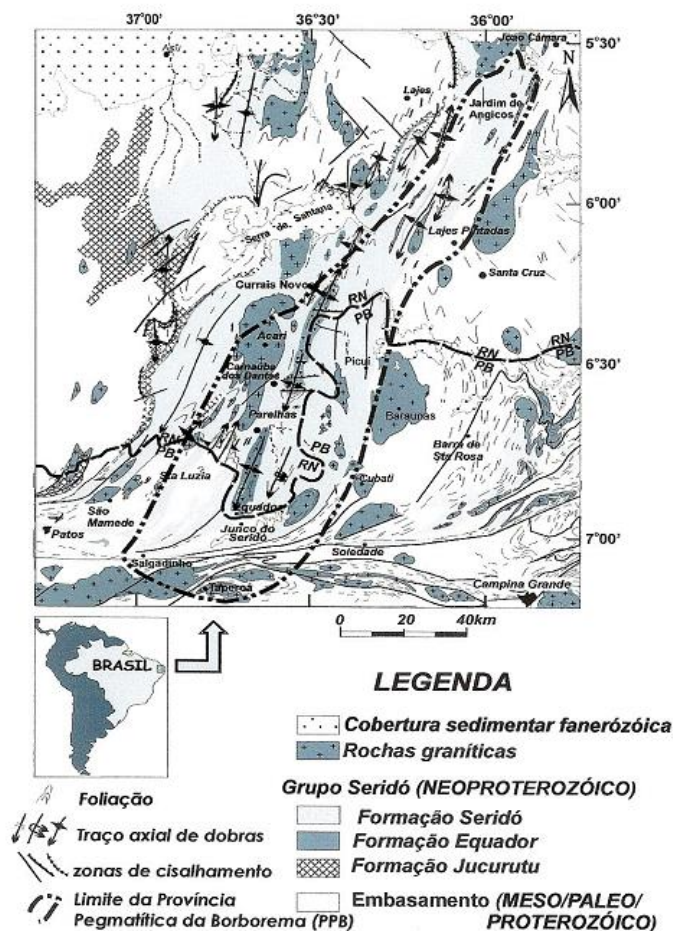 37°00' 36°30' 36°00'
5°30'
N
Jardim de
Angicos
Lajes
6°00'
Serra de Santana
Lajes Pintadas
Santa Cruz
Currais Novos
RN
PB
Acari
Picuí
RN
PB
6°30'
Carnaúba
dos Dantas
Baraunas
Parelhas
Barra de
Sta Rosa
PB
RN
RN
PB
Sta Luzia
Cubati
São
Mamede
Equador
Junco do
Seridó
Patos
Soledade
7°00'
Salgadinho
Taperoá
Campina Grande
0 20 40km
BRASIL
LEGENDA
Cobertura sedimentar fanerózóica
Rochas graníticas
Grupo Seridó (NEOPROTEROZÓICO)
Formação Seridó
Formação Equador
Formação Jucurutu
Embasamento (MESO/PALEO/
PROTEROZÓICO)
Foliação
Traço axial de dobras
zonas de cisalhamento
Limite da Província
Pegmatítica da Borborema (PPB)